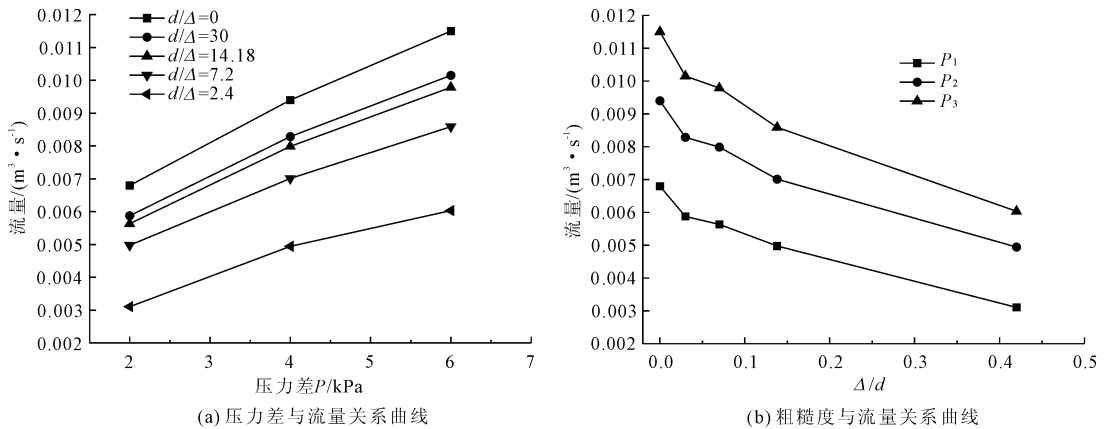 0.012
0.011
0.010
0.009
0.008
0.007
0.006
0.005
0.004
0.003
0.002
流量/(m³·s⁻¹)
d/Δ=0
d/Δ=30
d/Δ=14.18
d/Δ=7.2
d/Δ=2.4
2 3 4 5 6 7
压力差P/kPa
(a) 压力差与流量关系曲线
0.012
0.011
0.010
0.009
0.008
0.007
0.006
0.005
0.004
0.003
0.002
流量/(m³·s⁻¹)
P₁
P₂
P₃
0.0 0.1 0.2 0.3 0.4 0.5
Δ/d
(b) 粗糙度与流量关系曲线